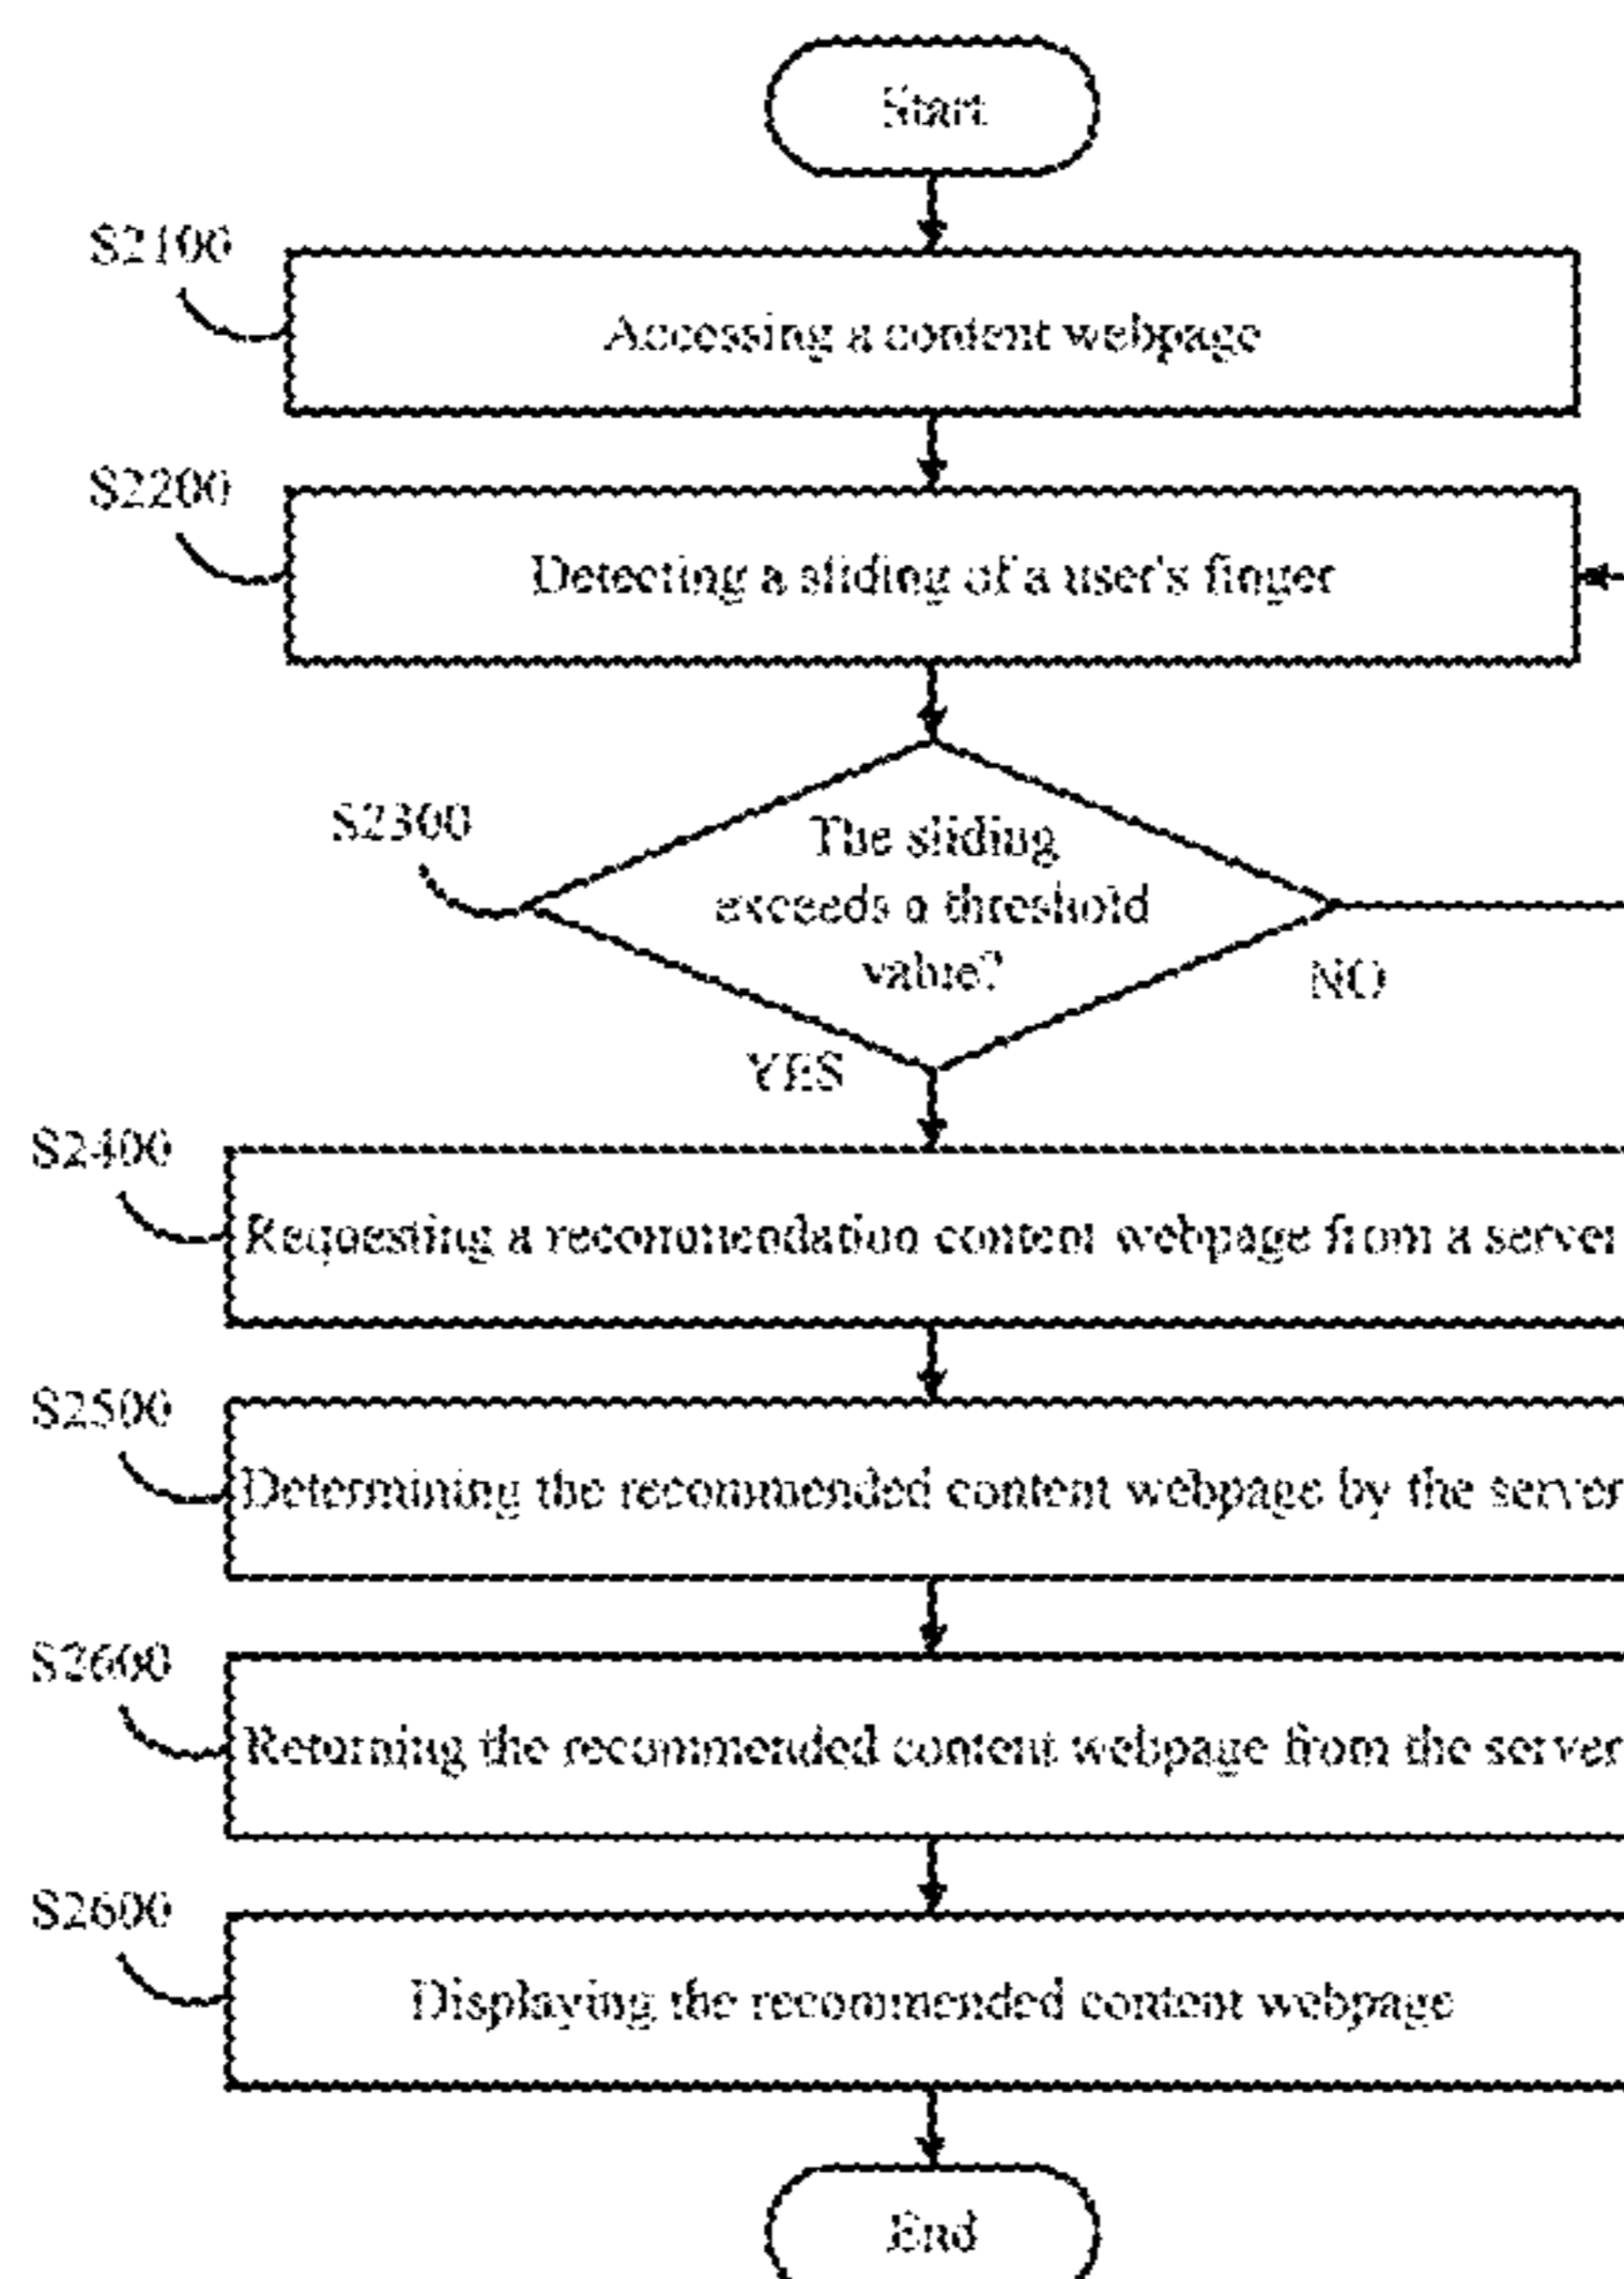 Start
S2100
Accessing a content webpage
S2200
Detecting a sliding of a user's finger
S2300
The sliding
exceeds a threshold
value?
NO
YES
S2400
Requesting a recommendation content webpage from a server
S2500
Determining the recommended content webpage by the server
S2600
Returning the recommended content webpage from the server
S2600
Displaying the recommended content webpage
End